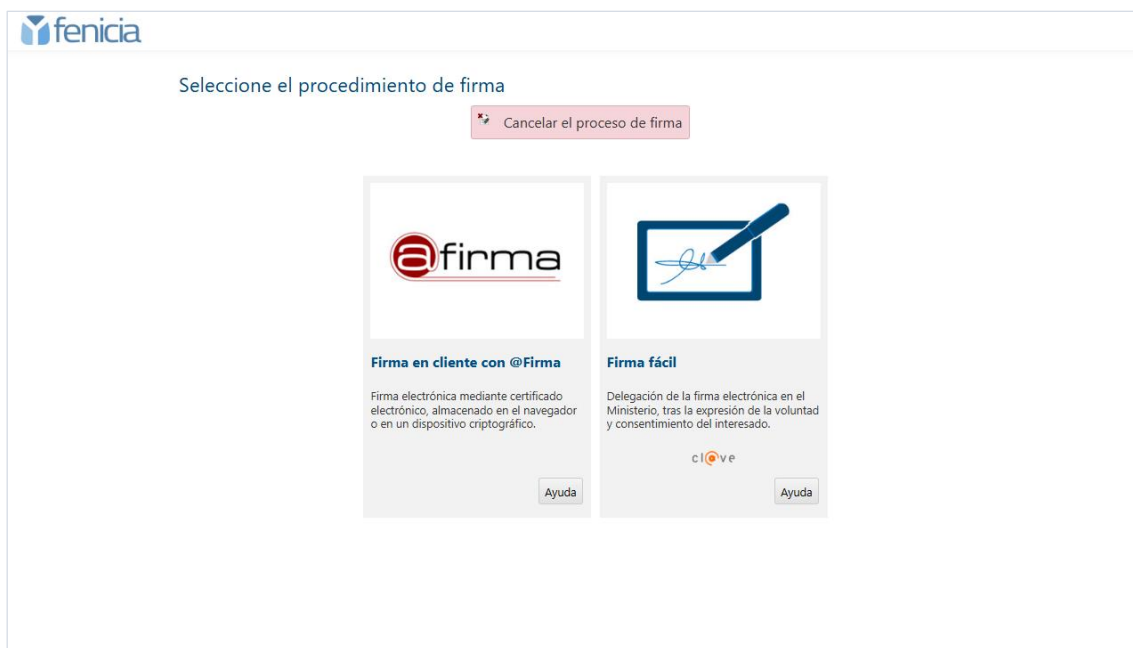 fenicia
Seleccione el procedimiento de firma
Cancelar el proceso de firma
@firma
Firma en cliente con @Firma
Firma electrónica mediante certificado
electrónico, almacenado en el navegador
o en un dispositivo criptográfico.
Ayuda
Firma fácil
Delegación de la firma electrónica en el
Ministerio, tras la expresión de la voluntad
y consentimiento del interesado.
cl@ve
Ayuda